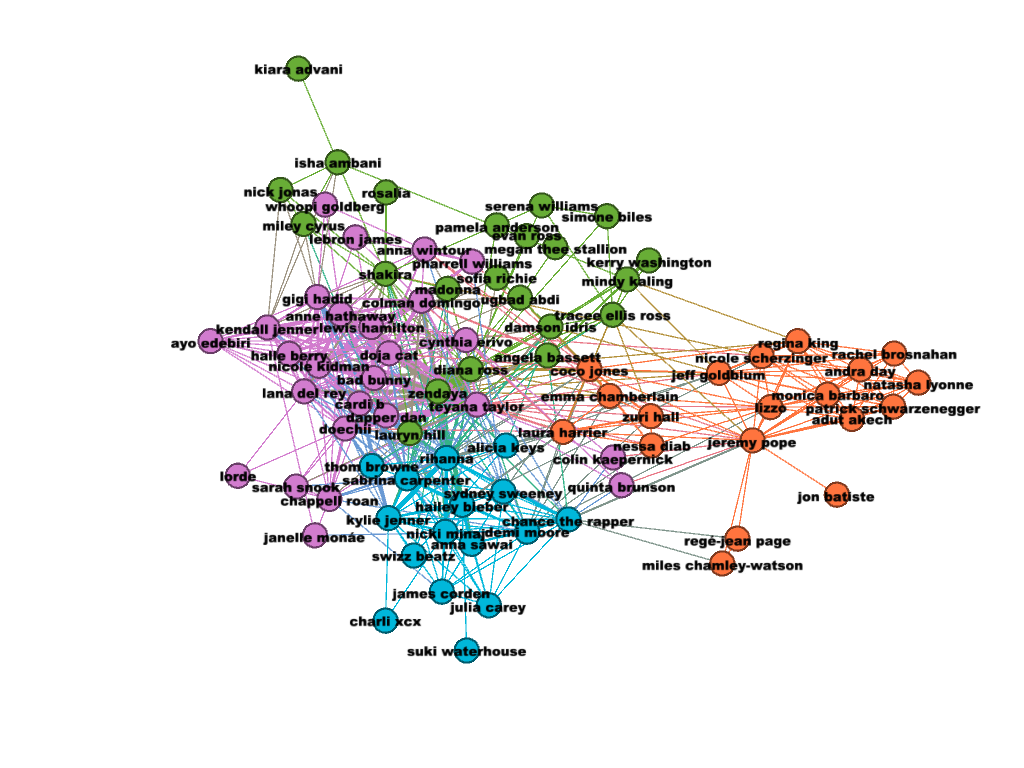 kiara advani
isha ambani
nick jonas
rosalía
whoopi goldberg
serena williams
simone biles
miley cyrus
pamela anderson
evan ross
lebron james
anna wintour
megan thee stallion
pharrell williams
kerry washington
shakira
sofia richie
mindy kaling
madonna
gigi hadid
colman domingo
ugbad abdi
anne hathaway
tracee ellis ross
kendall jenner
lewis hamilton
damson idris
ayo edebiri
cynthia erivo
regina king
halle berry
doja cat
angela bassett
nicole scherzinger
rachel brosnahan
nicole kidman
diana ross
coco jones
jeff goldblum
andra day
bad bunny
natasha lyonne
lana del rey
zendaya
emma chamberlain
monica barbaro
cardi b
teyana taylor
lizzo
patrick schwarzenegger
dapper dan
zuri hall
adut akech
doechii
lauryn hill
laura harrier
jeremy pope
alicia keys
nessa diab
rihanna
colin kaepernick
thom browne
lorde
sabrina carpenter
sarah snook
sydney sweeney
quinta brunson
jon batiste
chappell roan
hailey bieber
kylie jenner
chance the rapper
janelle monáe
nicki minaj
demi moore
regé-jean page
anna sawai
swizz beatz
miles chamley-watson
james corden
julia carey
charli xcx
suki waterhouse